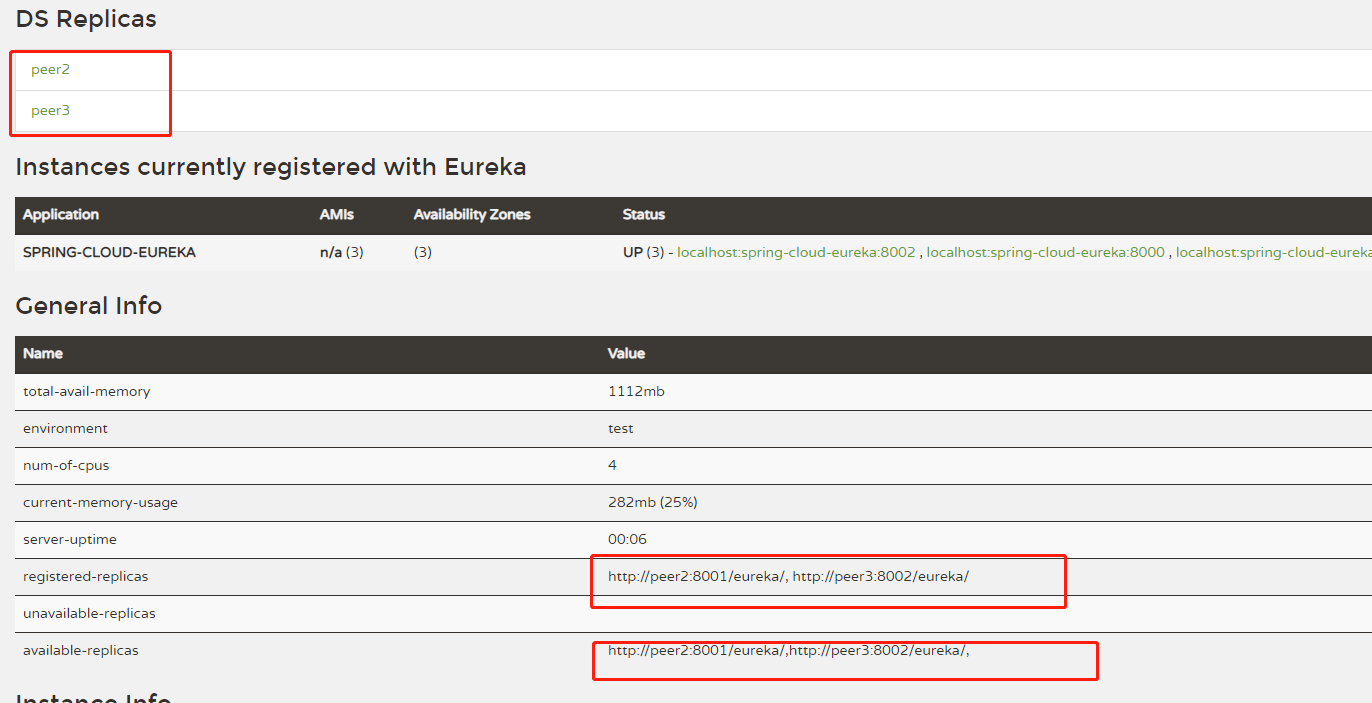 DS Replicas
peer2
peer3
Instances currently registered with Eureka
Application AMIs Availability Zones Status
SPRING-CLOUD-EUREKA n/a (3) (3) UP (3) - localhost:spring-cloud-eureka:8002 , localhost:spring-cloud-eureka:8000 , localhost:spring-cloud-eureka
General Info
Name Value
total-avail-memory 1112mb
environment test
num-of-cpus 4
current-memory-usage 282mb (25%)
server-uptime 00:06
registered-replicas http://peer2:8001/eureka/, http://peer3:8002/eureka/
unavailable-replicas
available-replicas http://peer2:8001/eureka/,http://peer3:8002/eureka/,
Instance Info